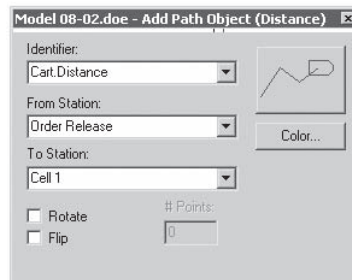 Model 08-02.doe - Add Path Object (Distance)
Identifier:
Cart.Distance
From Station:
Order Release
Color...
To Station:
Cell 1
Rotate
# Points:
Flip
0